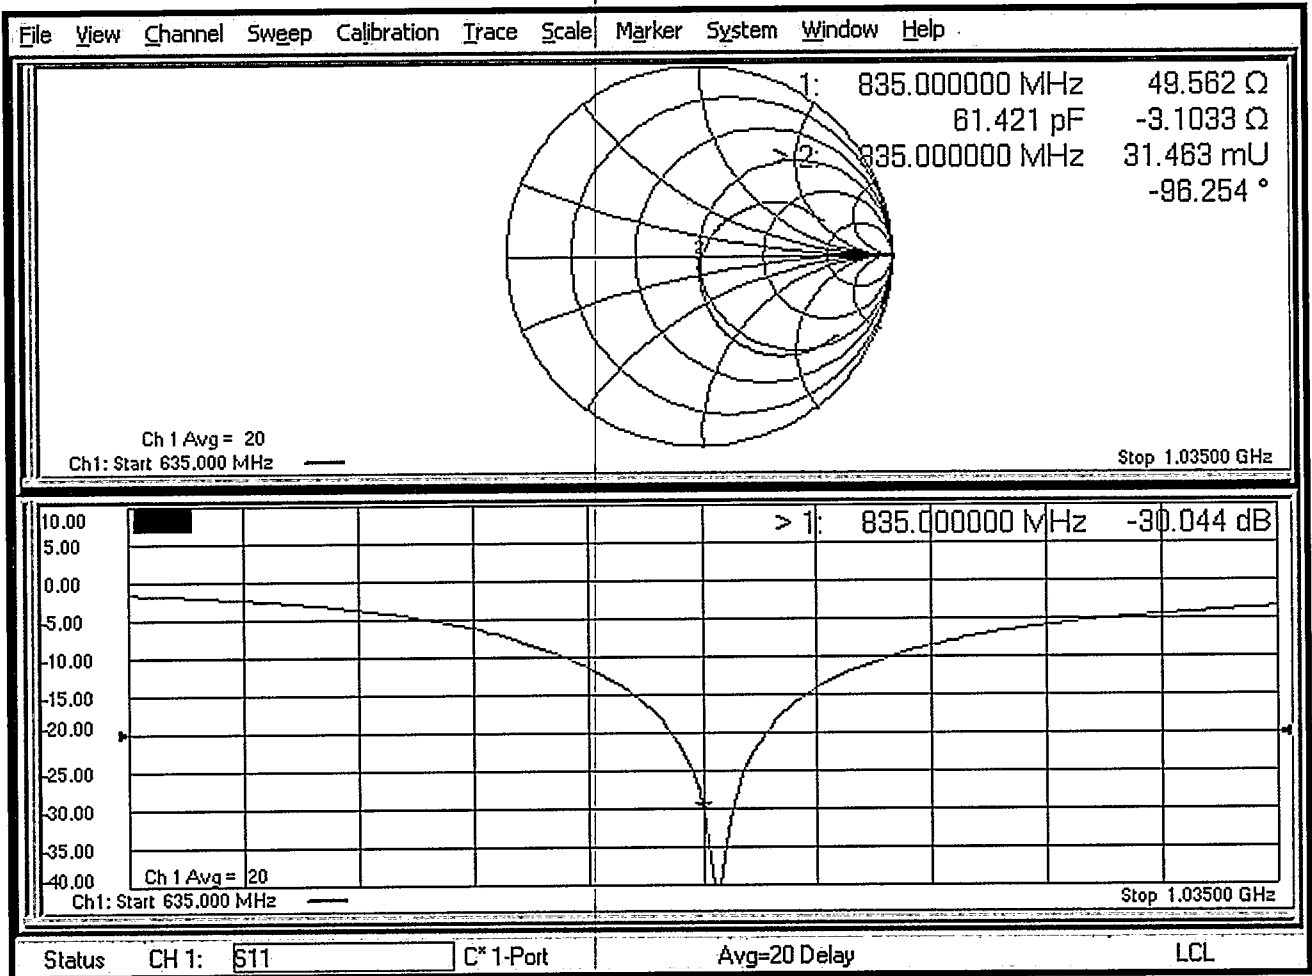 File View Channel Sweep Calibration Trace Scale Marker System Window Help
1: 835.000000 MHz 49.562 Ω
61.421 pF -3.1033 Ω
> 2: 835.000000 MHz 31.463 mU
-96.254 °
Ch 1 Avg = 20
Ch1: Start 635.000 MHz
Stop 1.03500 GHz
10.00
> 1: 835.000000 MHz -30.044 dB
5.00
0.00
-5.00
-10.00
-15.00
-20.00
-25.00
-30.00
-35.00
-40.00
Ch 1 Avg = 20
Ch1: Start 635.000 MHz
Stop 1.03500 GHz
Status CH 1: S11 C* 1-Port Avg=20 Delay LCL